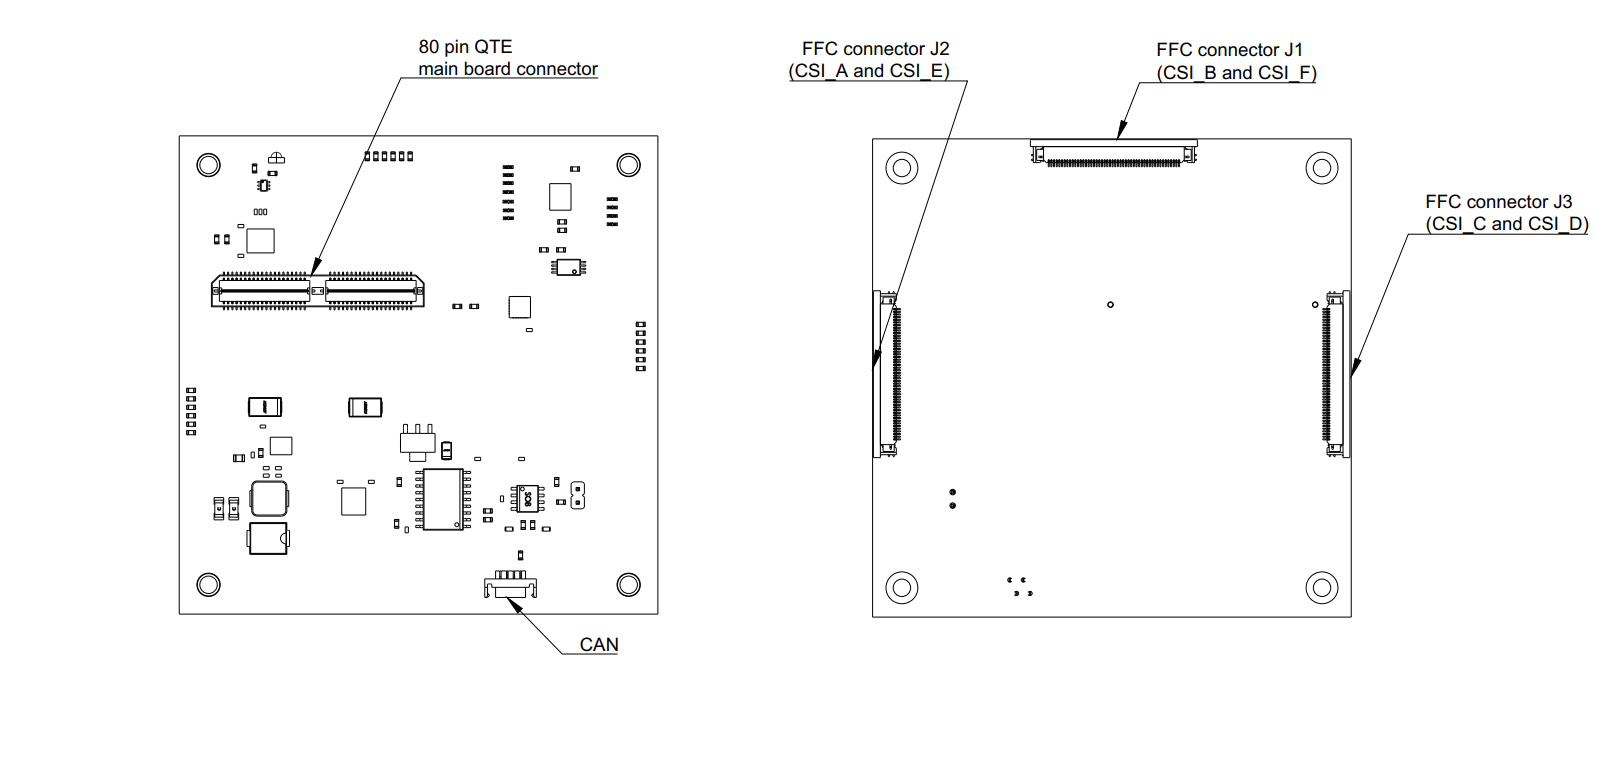 80 pin QTE
main board connector
FFC connector J2
(CSI_A and CSI_E)
FFC connector J1
(CSI_B and CSI_F)
FFC connector J3
(CSI_C and CSI_D)
SO8
CAN